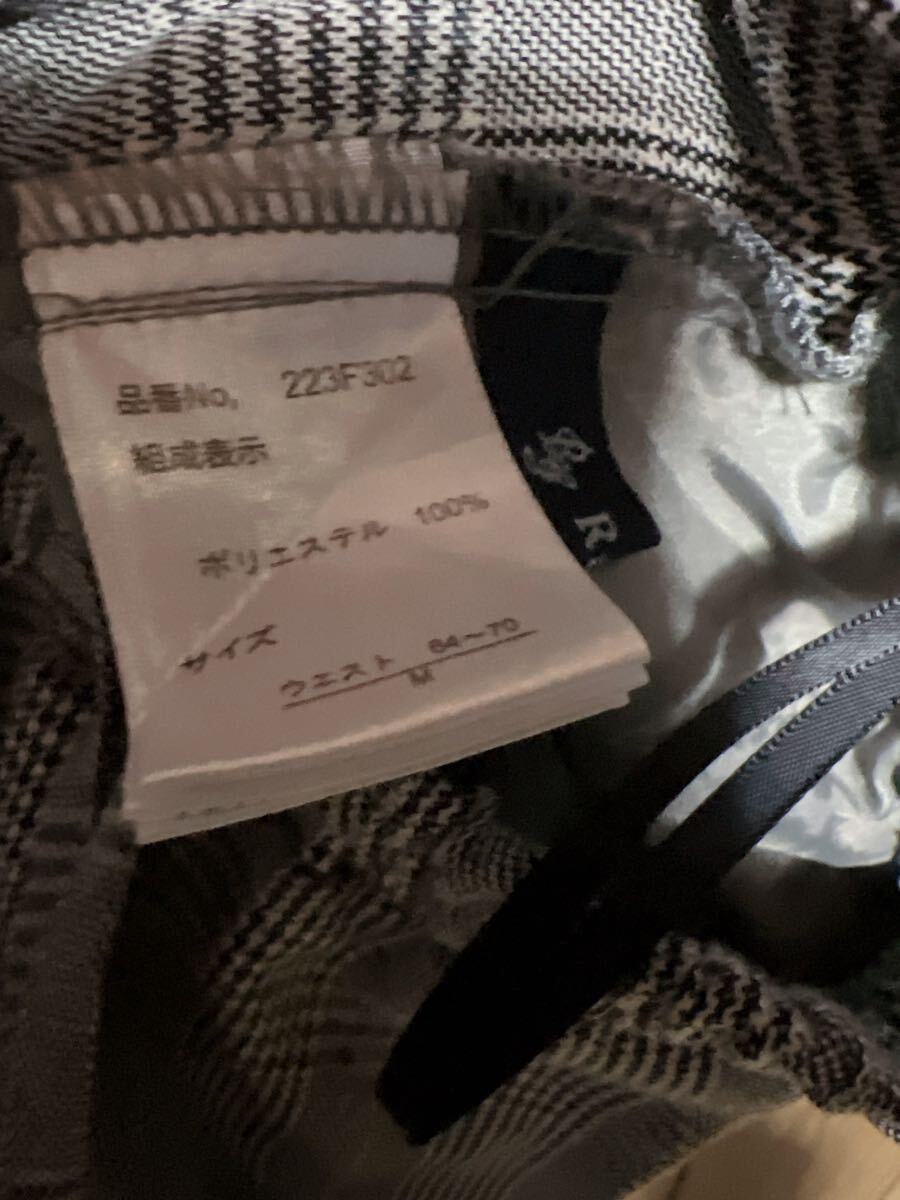 品番No, 223F302
組成表示
ポリエステル 100%
サイズ
ウエスト 64~70
M
By R